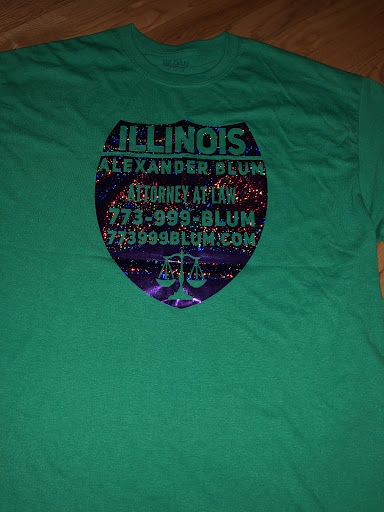 ILLINOIS
ALEXANDER BLUM
ATTORNEY AT LAW
773-999-BLUM
773999BLUM.COM